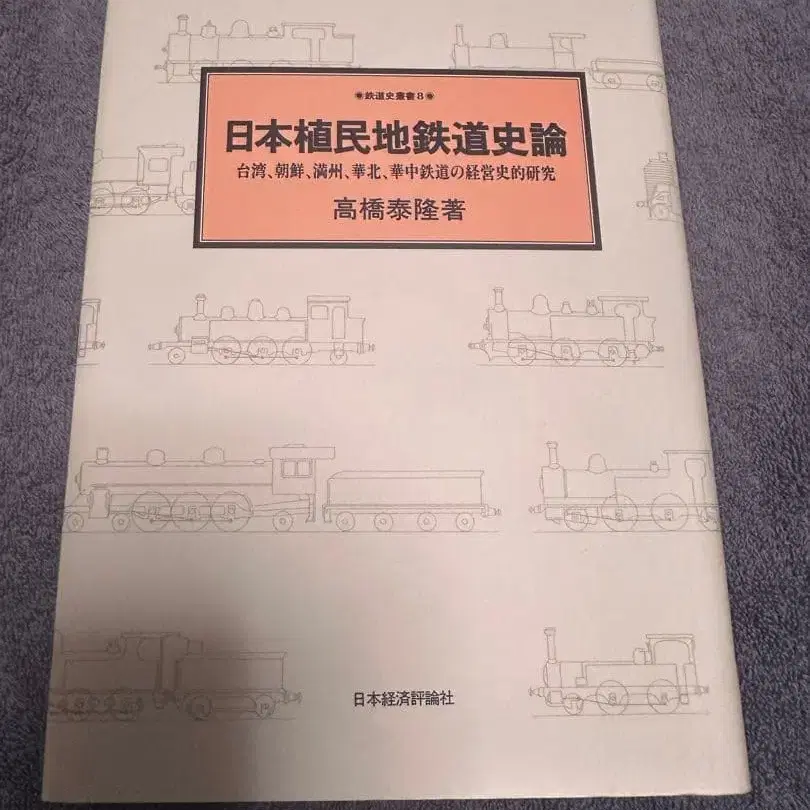 ●鉄道史叢書8●
日本植民地鉄道史論
台湾、朝鮮、満州、華北、華中鉄道の経営史的研究
高橋泰隆著
日本経済評論社